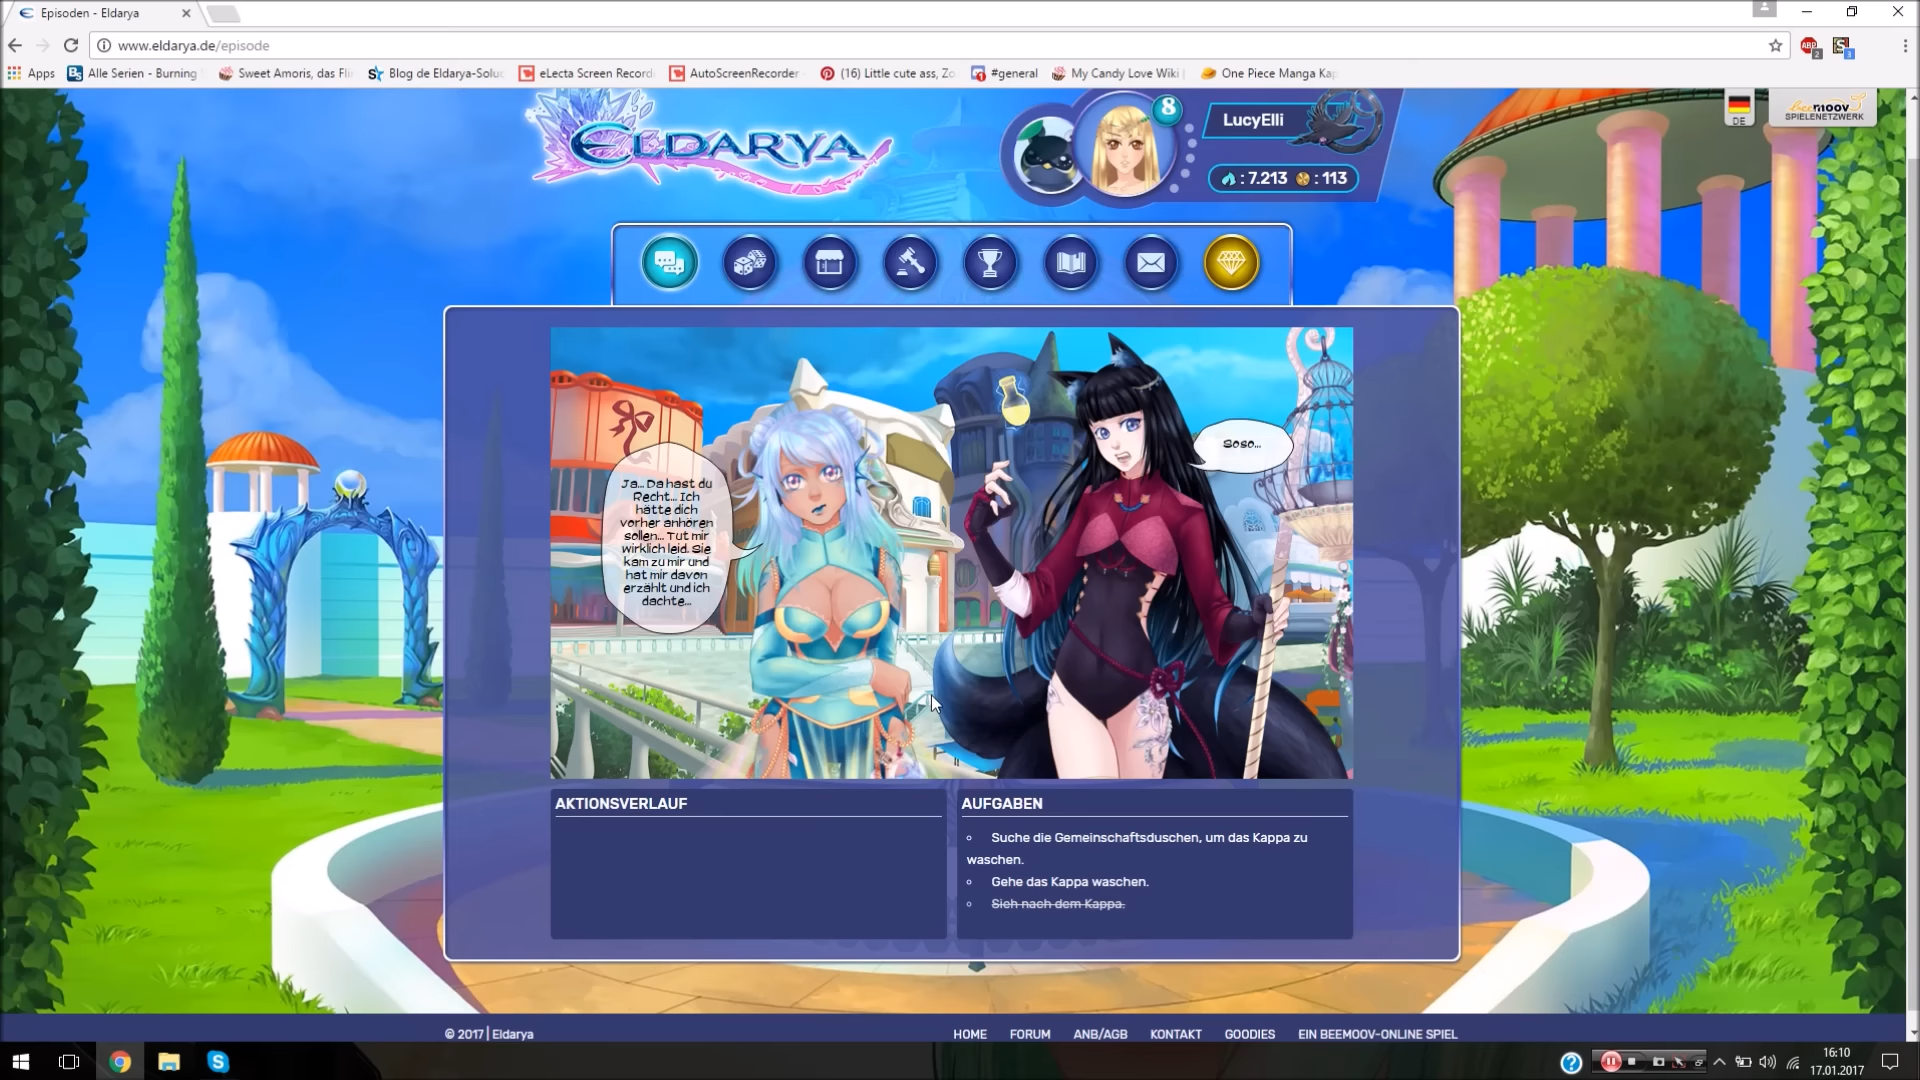 Episoden - Eldarya
www.eldarya.de/episode
Apps
Alle Serien - Burning
Sweet Amoris, das Flir
Blog de Eldarya-Soluc
eLecta Screen Record
AutoScreenRecorder
(16) Little cute ass, Zo
#general
My Candy Love Wiki
One Piece Manga Kap
ELDARYA
8
LucyElli
: 7.213 : 113
DE
beemoov
SPIELENETZWERK
Ja... Da hast du
Recht... Ich
hätte dich
vorher anhören
sollen... Tut mir
wirklich leid. Sie
kam zu mir und
hat mir davon
erzählt und ich
dachte...
Soso...
AKTIONSVERLAUF
AUFGABEN
Suche die Gemeinschaftsduschen, um das Kappa zu
waschen.
Gehe das Kappa waschen.
Sieh nach dem Kappa.
© 2017 | Eldarya
HOME FORUM ANB/AGB KONTAKT GOODIES EIN BEEMOOV-ONLINE SPIEL
16:10
17.01.2017